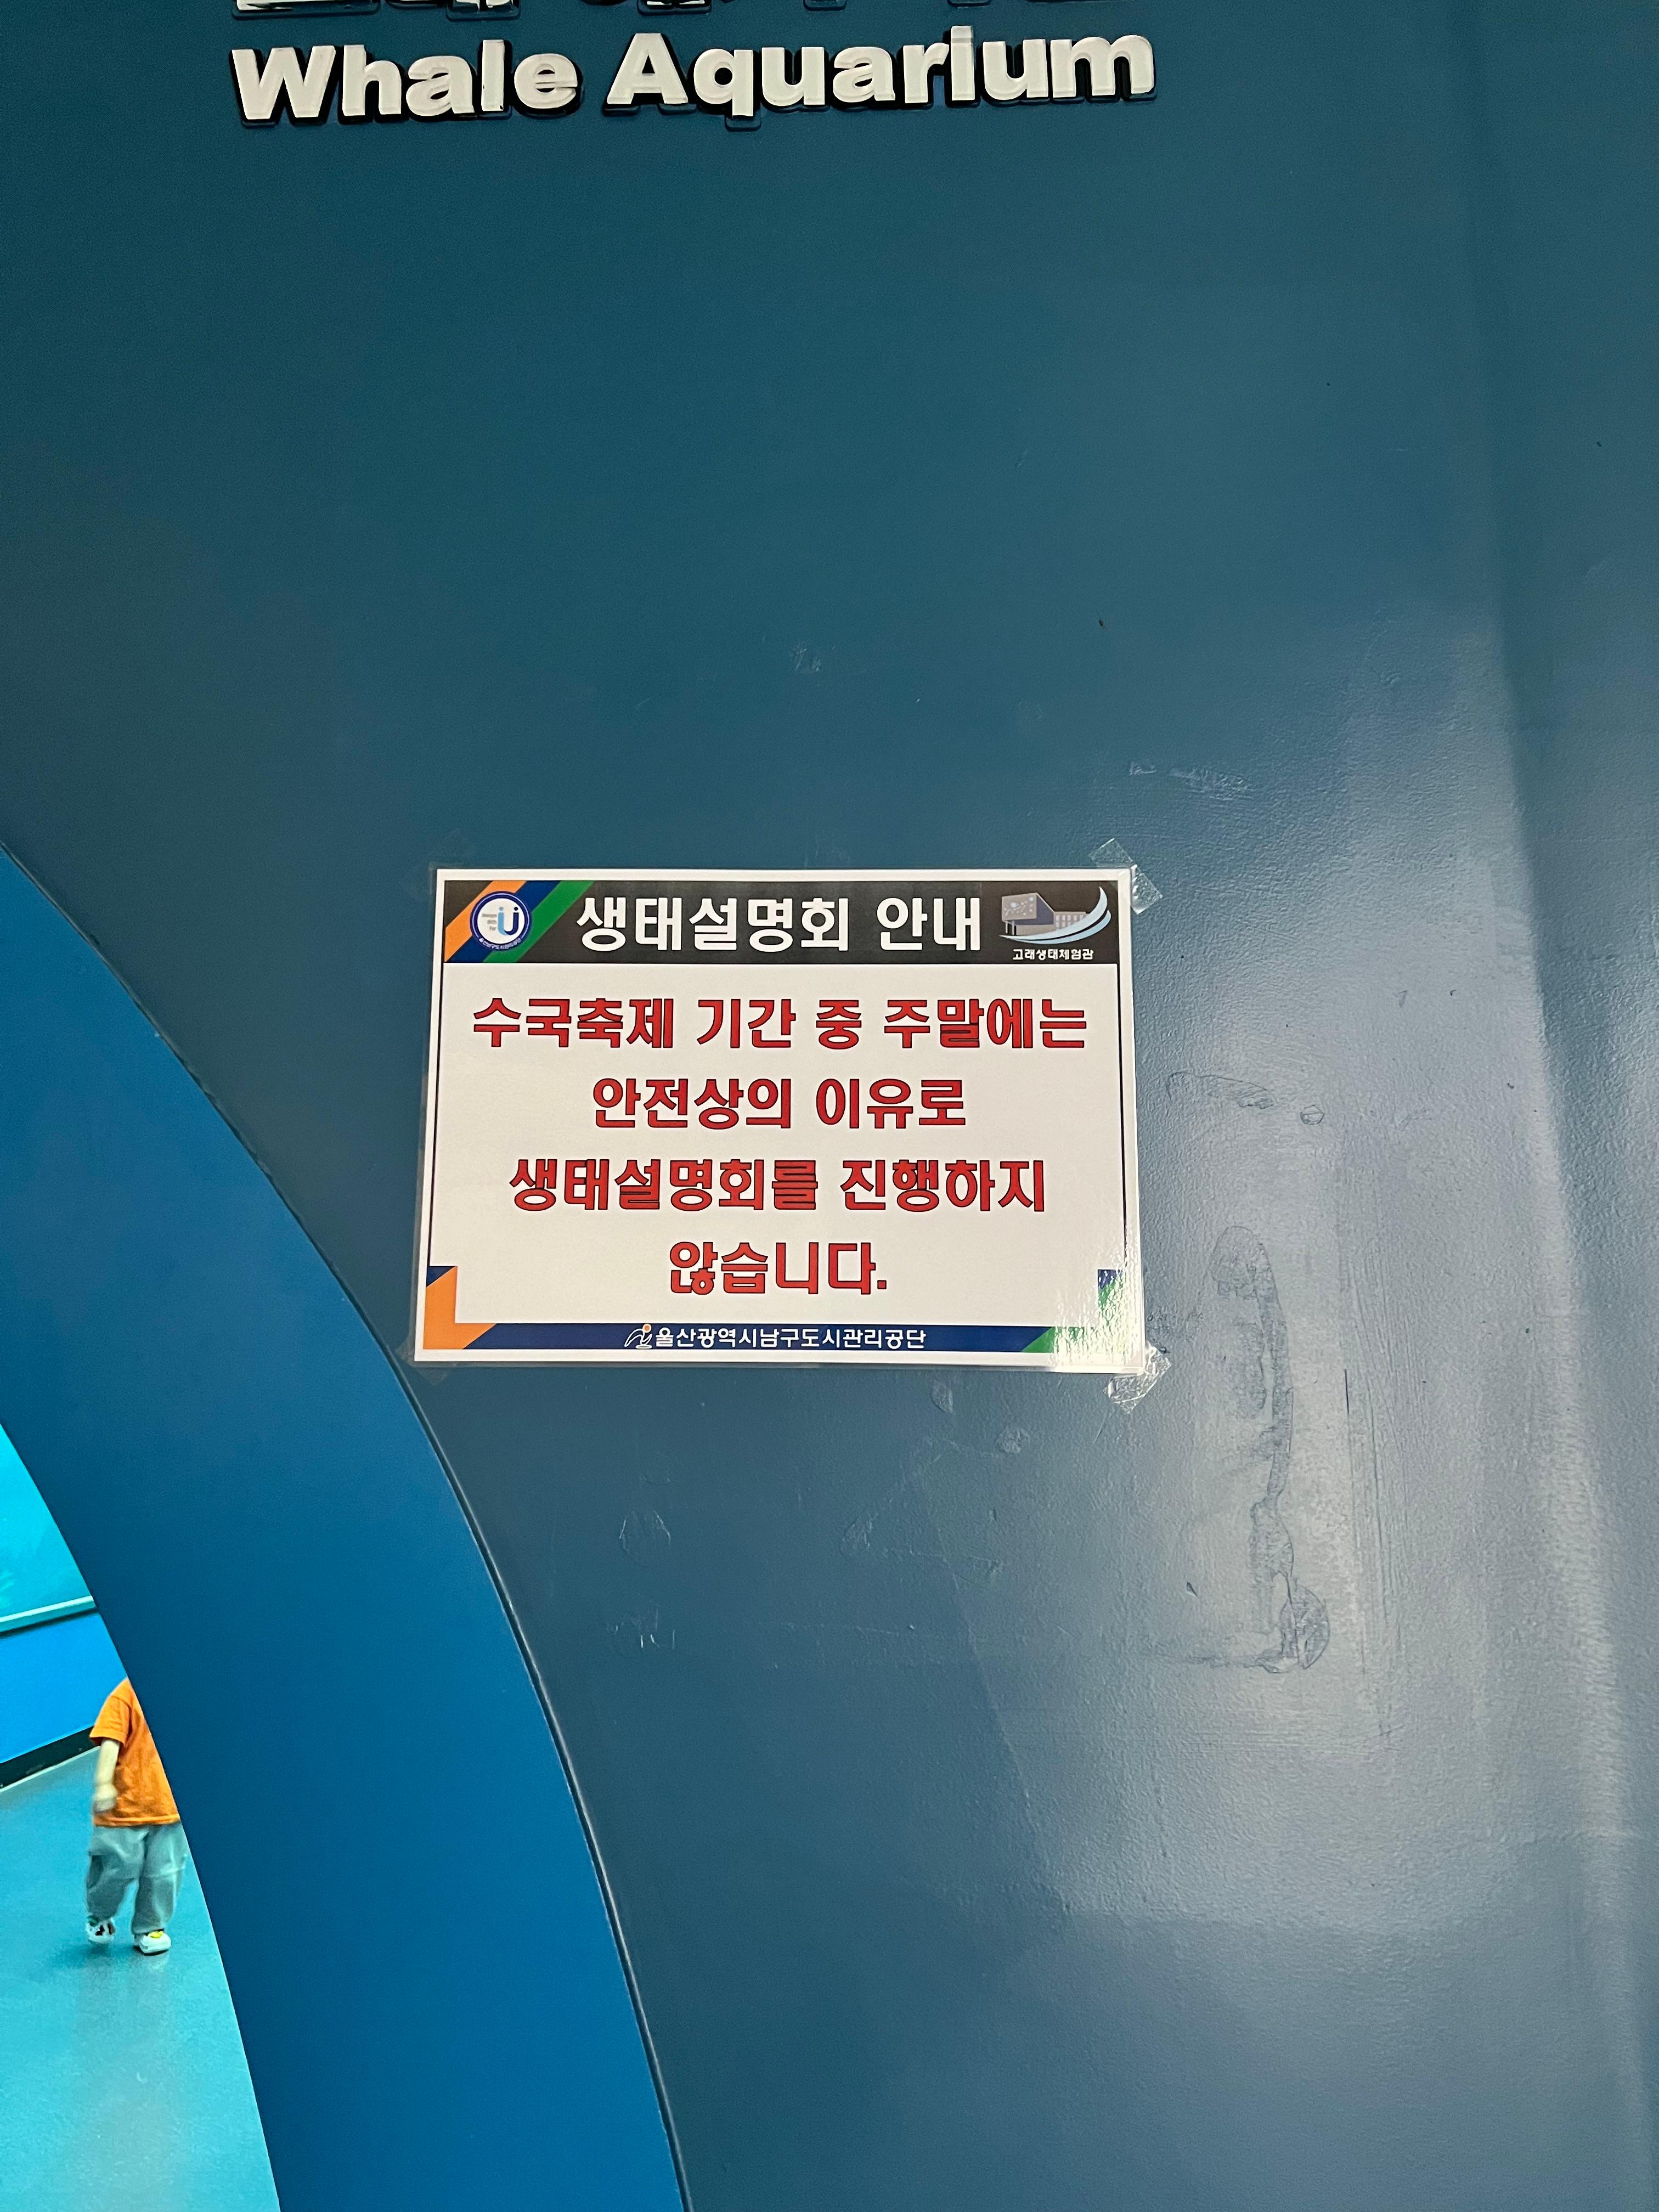 Whale Aquarium
생태설명회 안내
고래생태체험관
수국축제 기간 중 주말에는
안전상의 이유로
생태설명회를 진행하지
않습니다.
울산광역시남구도시관리공단